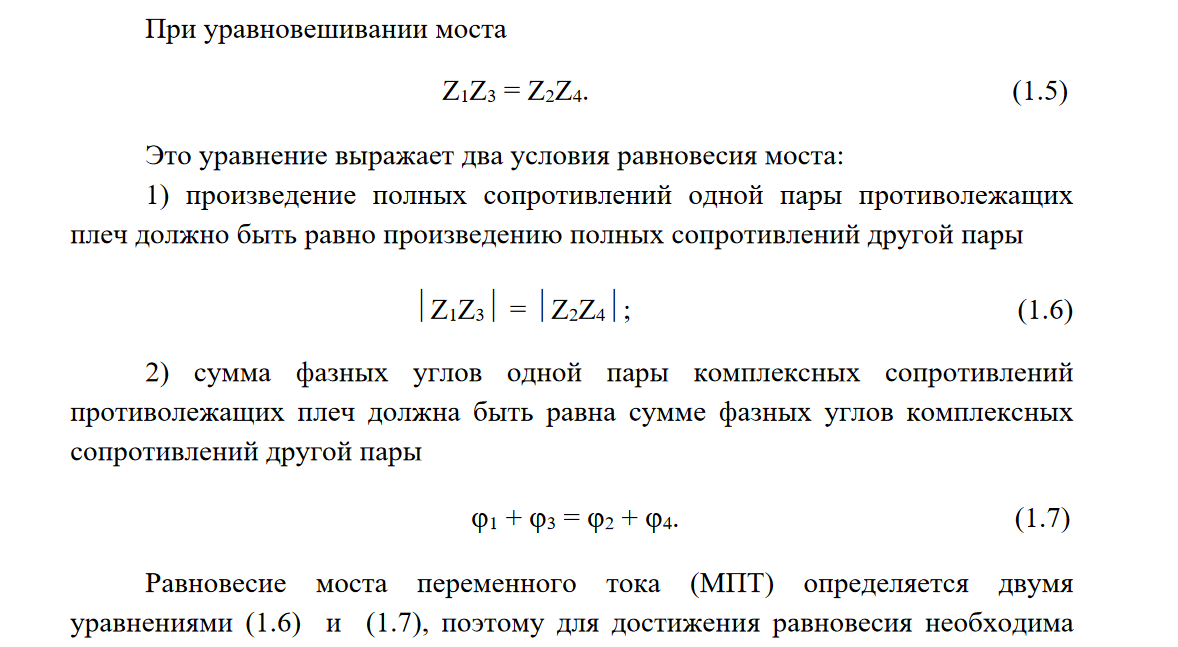 При уравновешивании моста
Z₁Z₃ = Z₂Z₄. (1.5)
Это уравнение выражает два условия равновесия моста:
1) произведение полных сопротивлений одной пары противолежащих
плеч должно быть равно произведению полных сопротивлений другой пары
|Z₁Z₃| = |Z₂Z₄|; (1.6)
2) сумма фазных углов одной пары комплексных сопротивлений
противолежащих плеч должна быть равна сумме фазных углов комплексных
сопротивлений другой пары
φ₁ + φ₃ = φ₂ + φ₄. (1.7)
Равновесие моста переменного тока (МПТ) определяется двумя
уравнениями (1.6) и (1.7), поэтому для достижения равновесия необходима